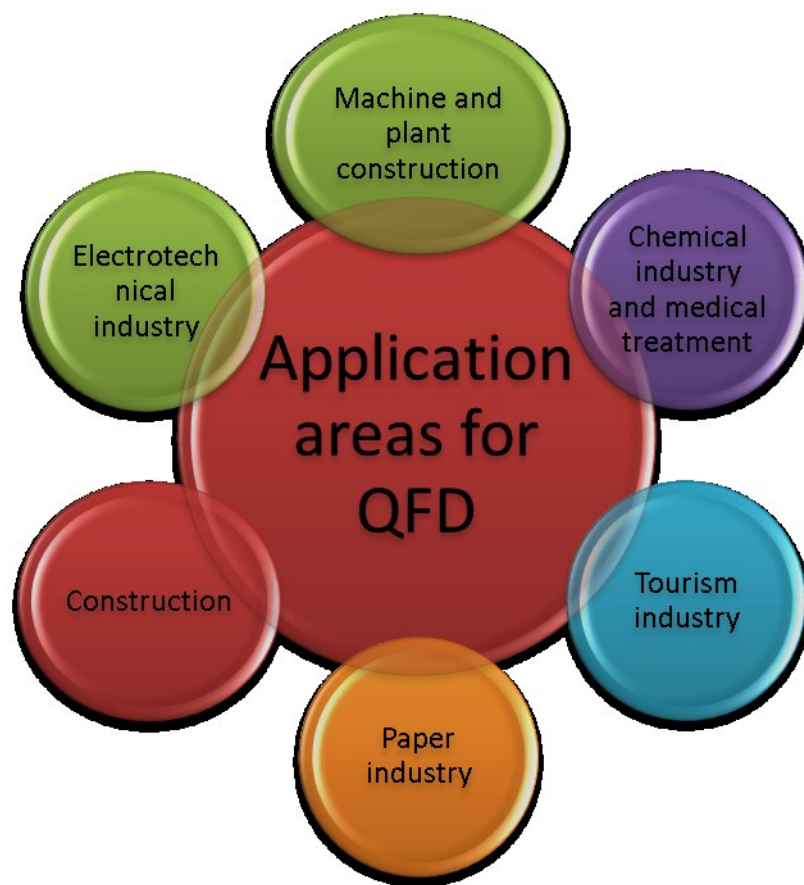 Machine and
plant
construction
Chemical
industry
and medical
treatment
Electrotech
nical
industry
Application
areas for
QFD
Tourism
industry
Construction
Paper
industry